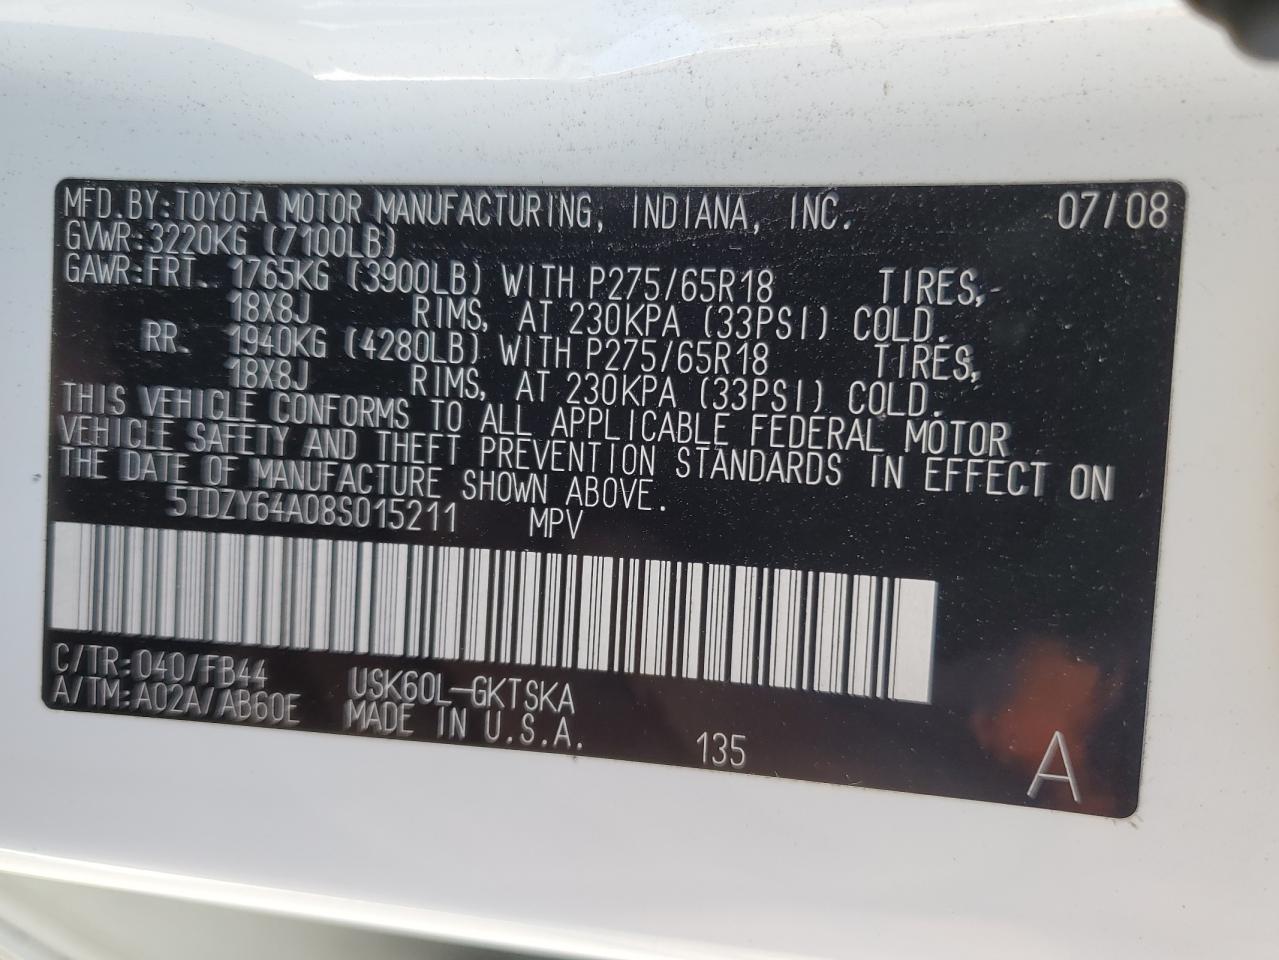 MFD.BY:TOYOTA MOTOR MANUFACTURING, INDIANA, INC. 07/08
GVWR:3220KG (7100LB)
GAWR:FRT. 1765KG (3900LB) WITH P275/65R18 TIRES,
18X8J RIMS, AT 230KPA (33PSI) COLD.
RR. 1940KG (4280LB) WITH P275/65R18 TIRES,
18X8J RIMS, AT 230KPA (33PSI) COLD.
THIS VEHICLE CONFORMS TO ALL APPLICABLE FEDERAL MOTOR
VEHICLE SAFETY AND THEFT PREVENTION STANDARDS IN EFFECT ON
THE DATE OF MANUFACTURE SHOWN ABOVE.
5TDZY64A08S015211 MPV
C/TR:040/FB44 USK60L-GKTSKA
A/TM:A02A/AB60E MADE IN U.S.A. 135 A